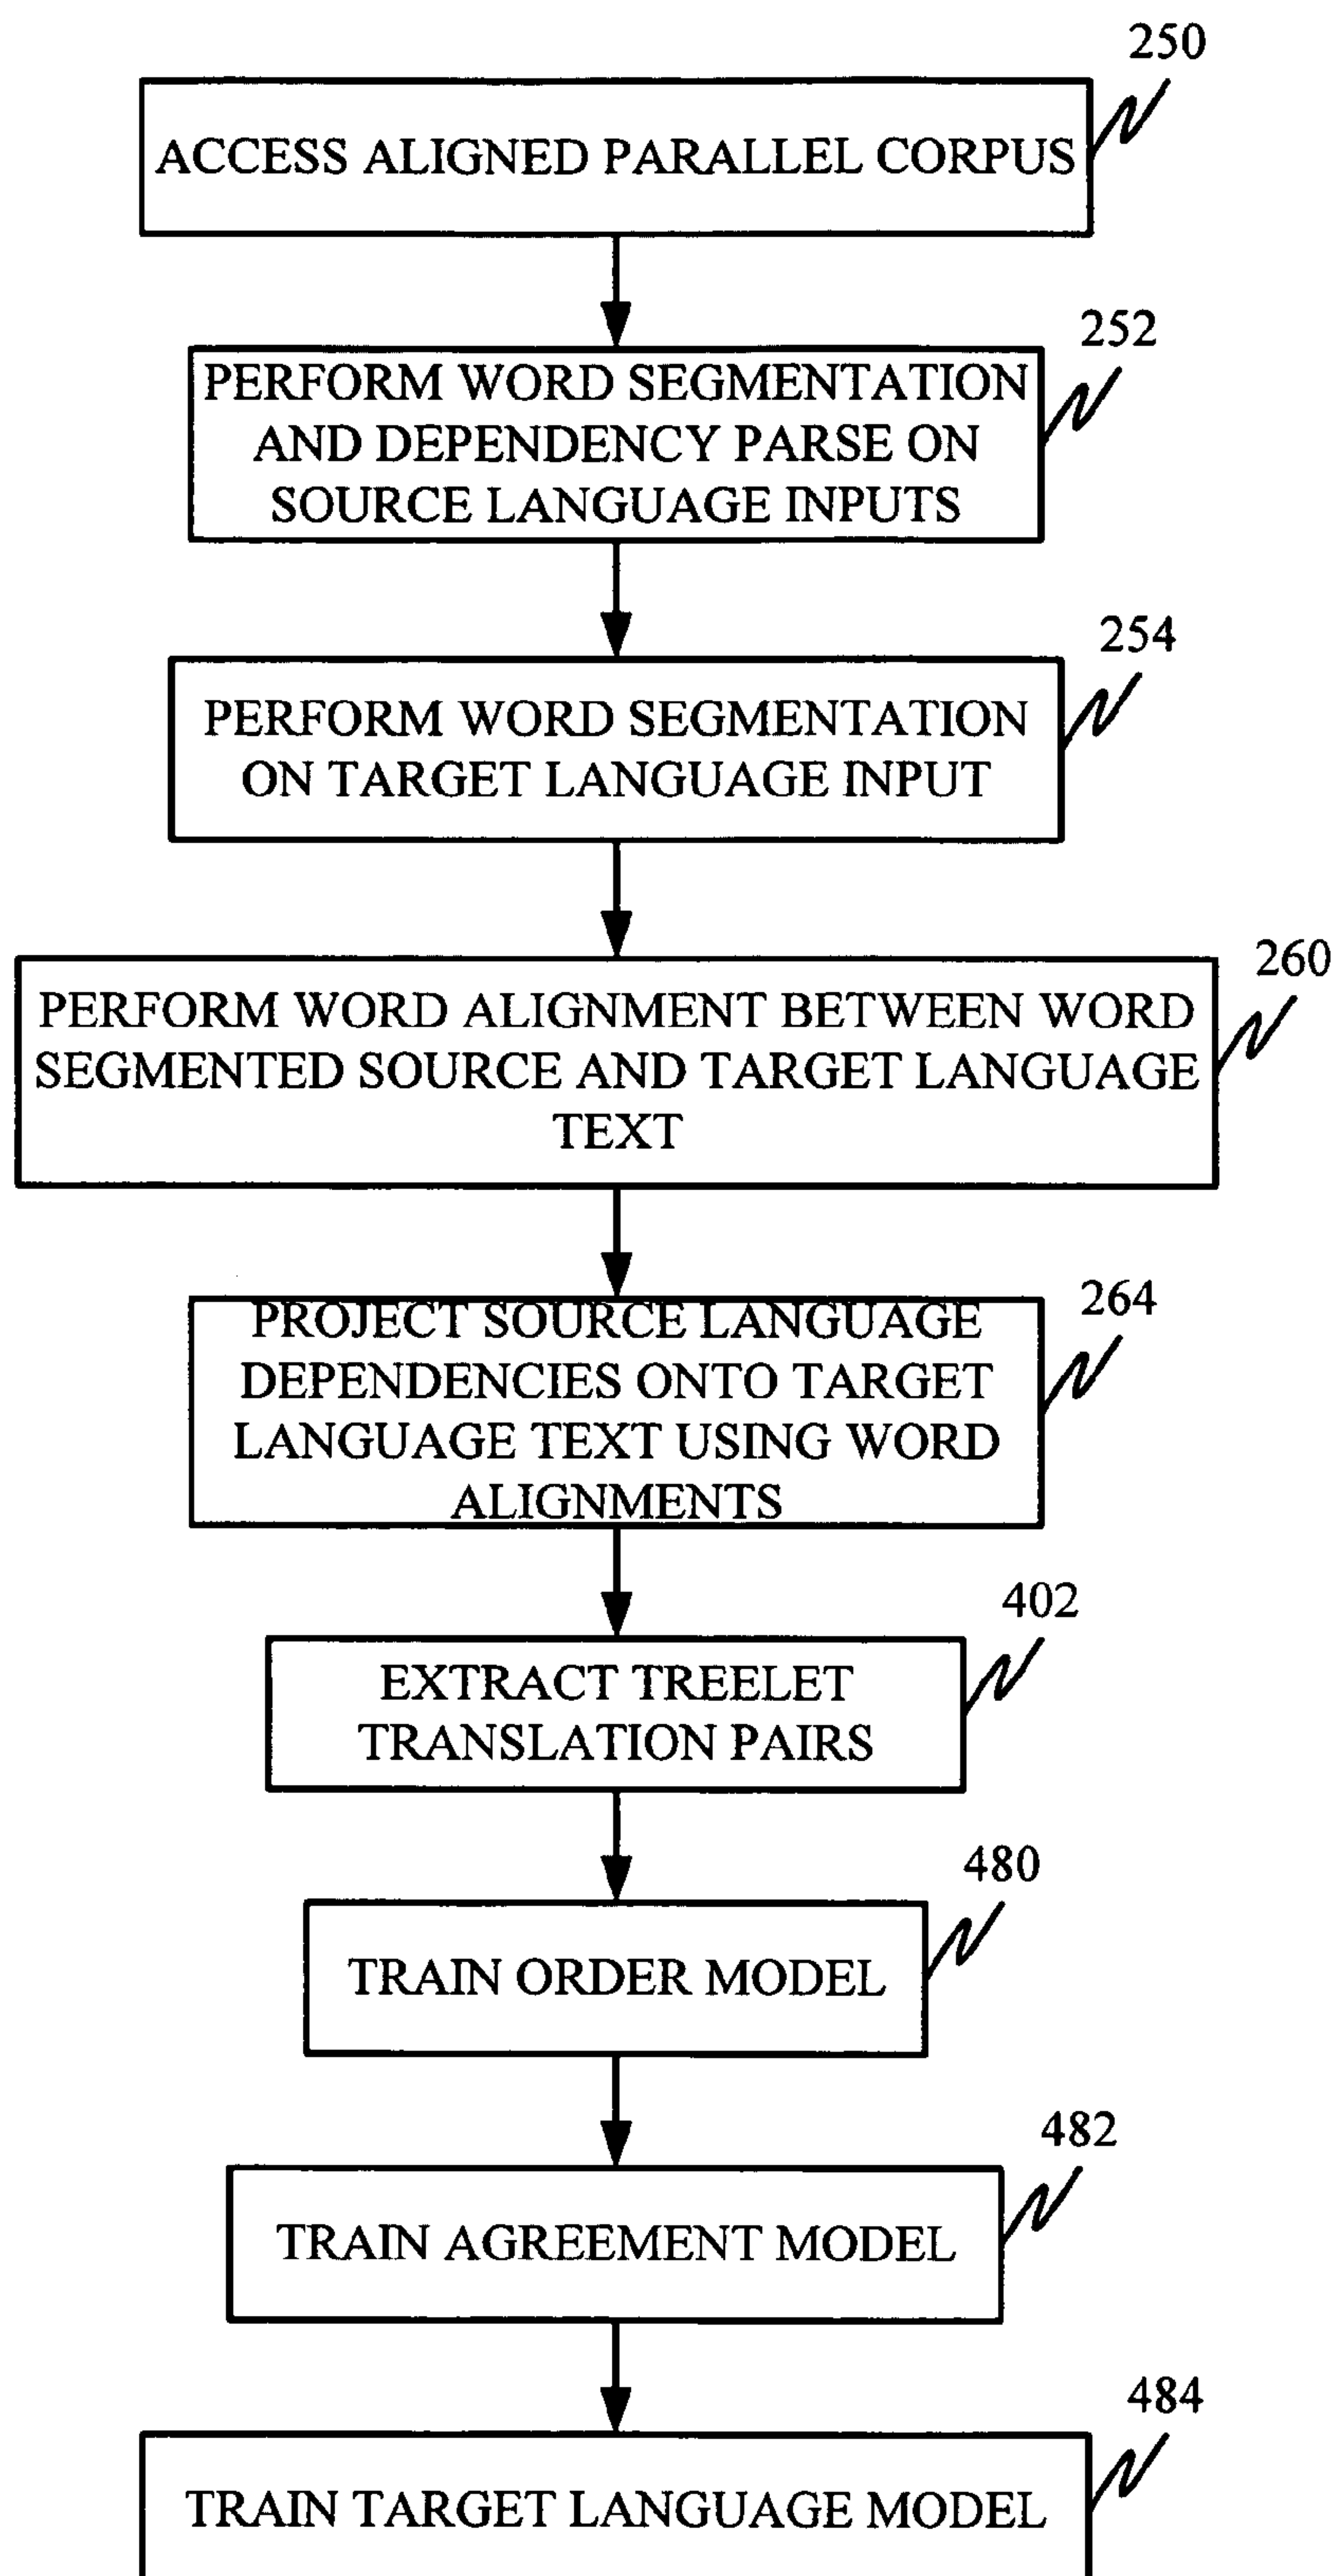 250
ACCESS ALIGNED PARALLEL CORPUS
252
PERFORM WORD SEGMENTATION
AND DEPENDENCY PARSE ON
SOURCE LANGUAGE INPUTS
254
PERFORM WORD SEGMENTATION
ON TARGET LANGUAGE INPUT
260
PERFORM WORD ALIGNMENT BETWEEN WORD
SEGMENTED SOURCE AND TARGET LANGUAGE
TEXT
264
PROJECT SOURCE LANGUAGE
DEPENDENCIES ONTO TARGET
LANGUAGE TEXT USING WORD
ALIGNMENTS
402
EXTRACT TREELET
TRANSLATION PAIRS
480
TRAIN ORDER MODEL
482
TRAIN AGREEMENT MODEL
484
TRAIN TARGET LANGUAGE MODEL